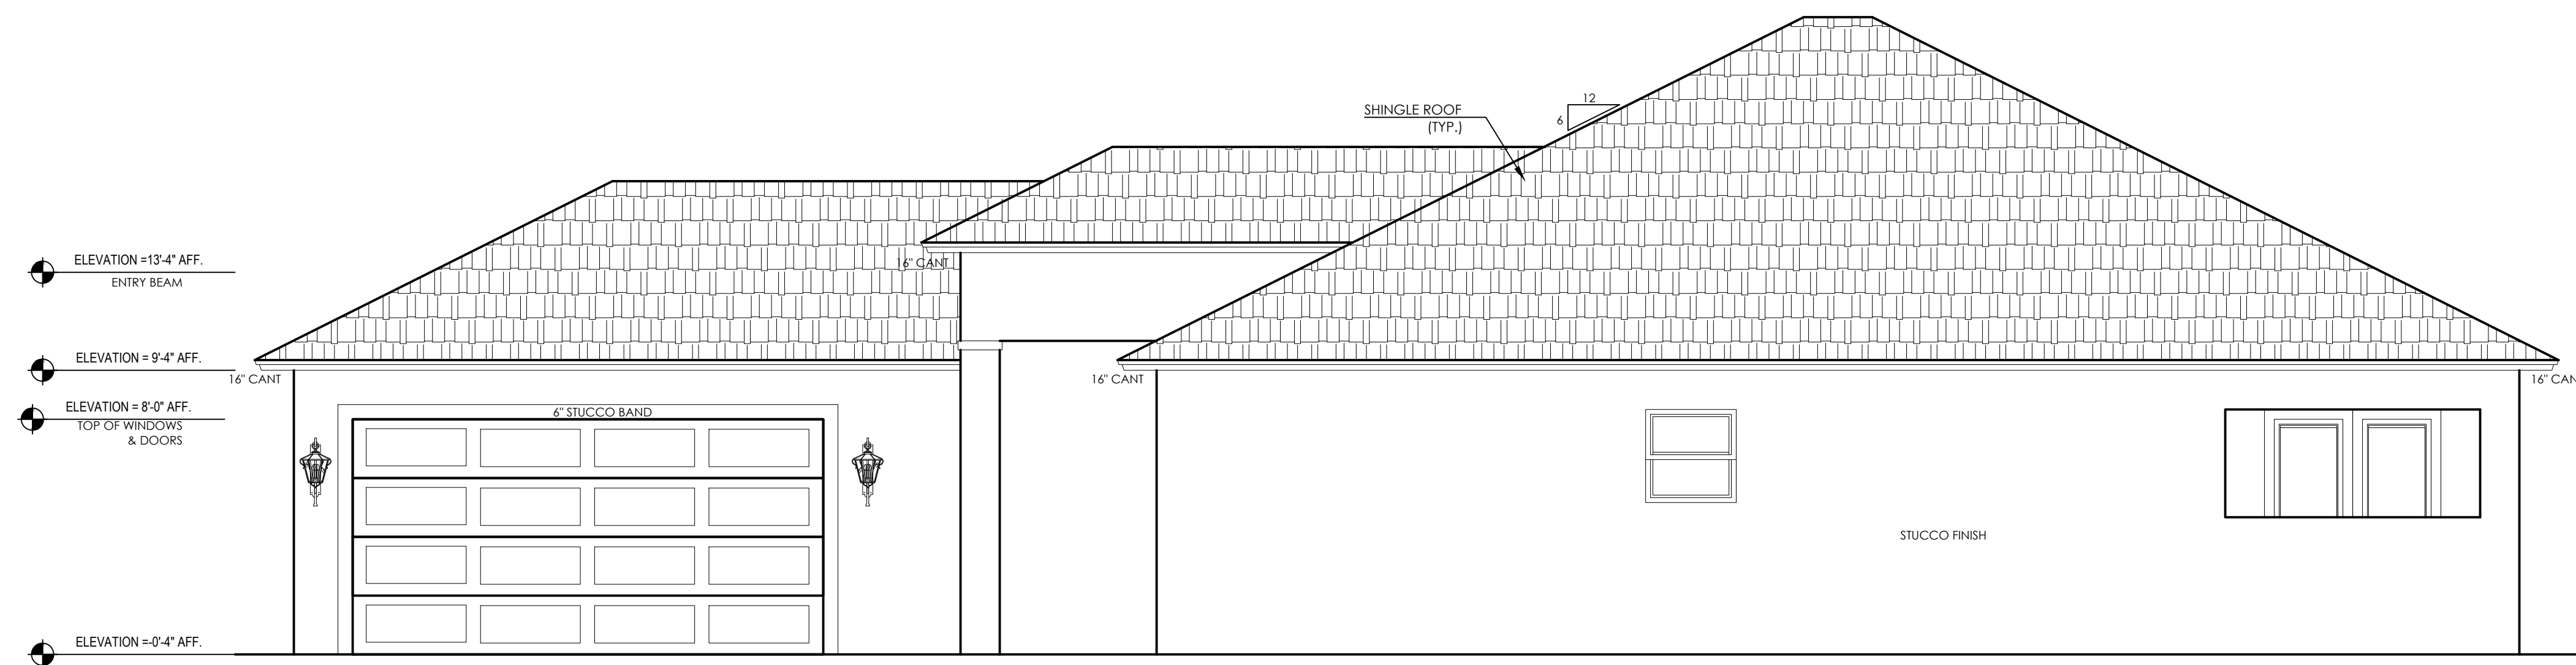 12
SHINGLE ROOF
(TYP.)
6
ELEVATION =13'-4" AFF.
ENTRY BEAM
16" CANT
ELEVATION = 9'-4" AFF.
16" CANT
16" CANT
16" CAN
ELEVATION = 8'-0" AFF.
TOP OF WINDOWS
& DOORS
6" STUCCO BAND
STUCCO FINISH
ELEVATION =-0'-4" AFF.